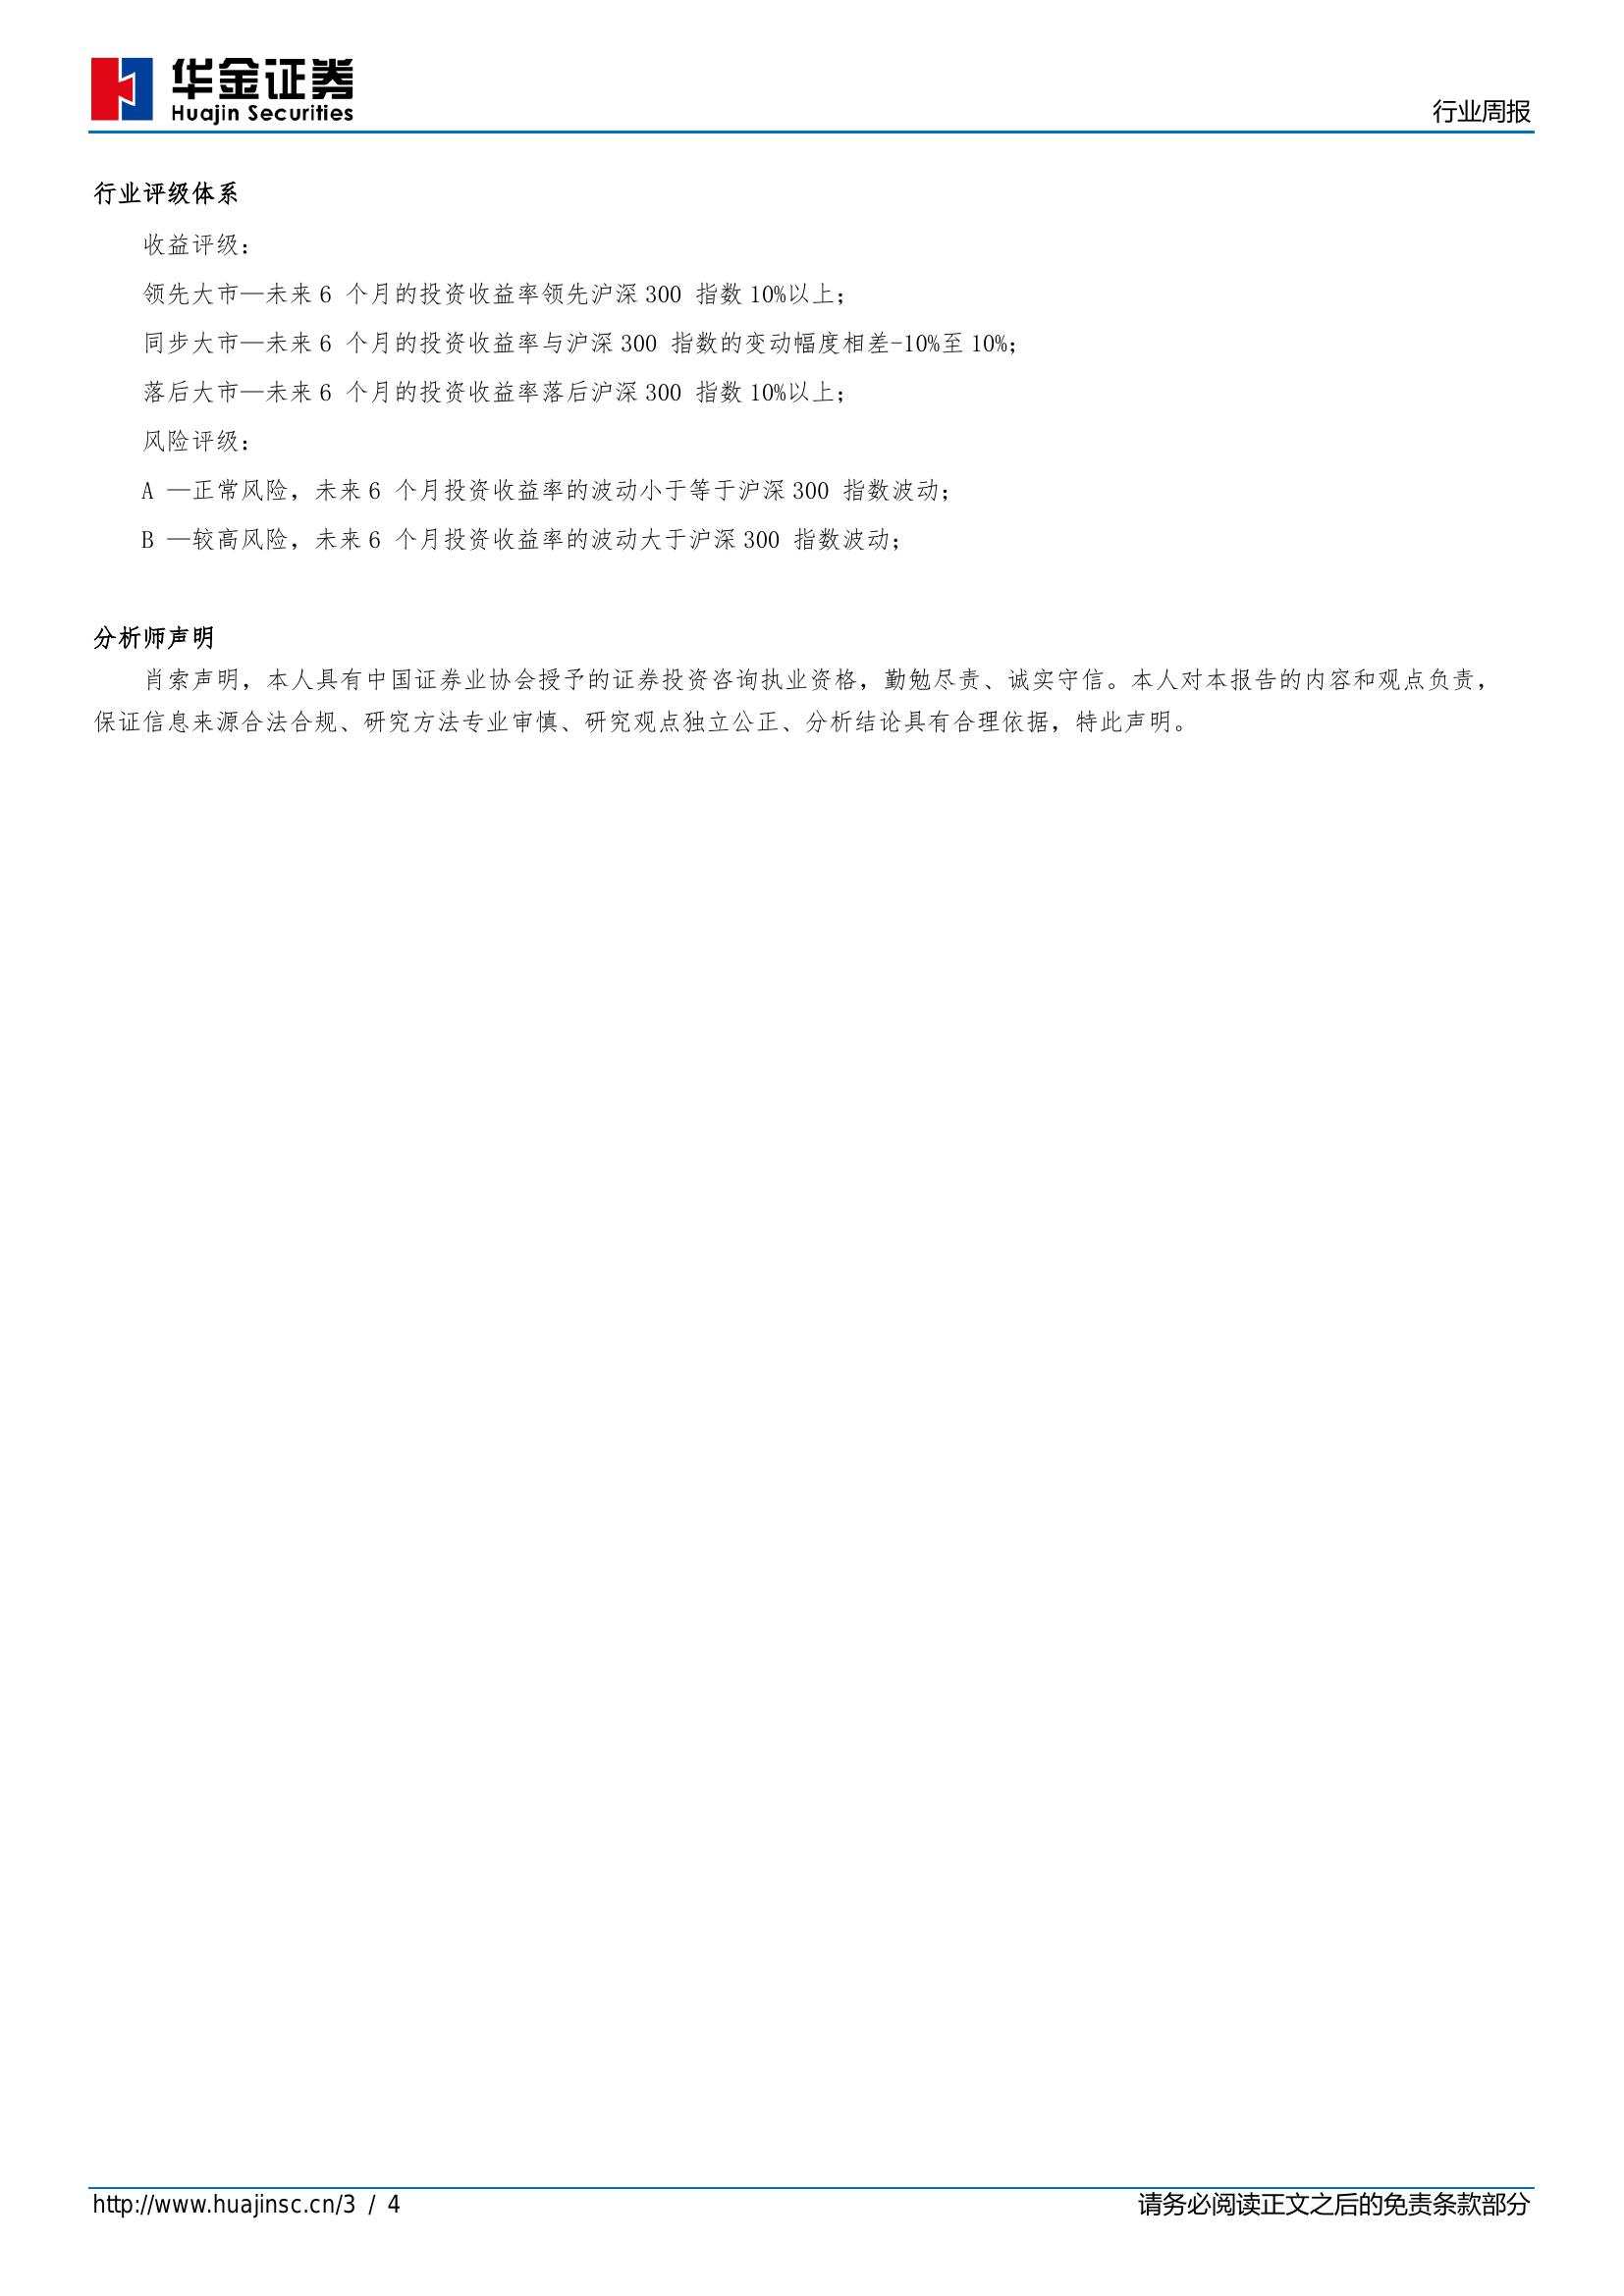 华金证券
Huajin Securities
行业周报
行业评级体系
收益评级：
领先大市—未来 6 个月的投资收益率领先沪深 300 指数 10%以上；
同步大市—未来 6 个月的投资收益率与沪深 300 指数的变动幅度相差-10%至 10%；
落后大市—未来 6 个月的投资收益率落后沪深 300 指数 10%以上；
风险评级：
A —正常风险，未来 6 个月投资收益率的波动小于等于沪深 300 指数波动；
B —较高风险，未来 6 个月投资收益率的波动大于沪深 300 指数波动；
分析师声明
肖索声明，本人具有中国证券业协会授予的证券投资咨询执业资格，勤勉尽责、诚实守信。本人对本报告的内容和观点负责，
保证信息来源合法合规、研究方法专业审慎、研究观点独立公正、分析结论具有合理依据，特此声明。
http://www.huajinsc.cn/3 / 4
请务必阅读正文之后的免责条款部分